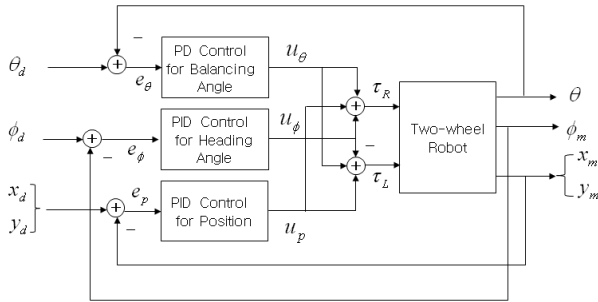 −
θ_d
+
e_θ
PD Control
for Balancing
Angle
u_θ
τ_R
θ
ϕ_d
+
−
e_ϕ
PID Control
for Heading
Angle
u_ϕ
+
−
Two-wheel
Robot
ϕ_m
x_d
y_d
+
−
e_p
PID Control
for Position
u_p
+
τ_L
x_m
y_m